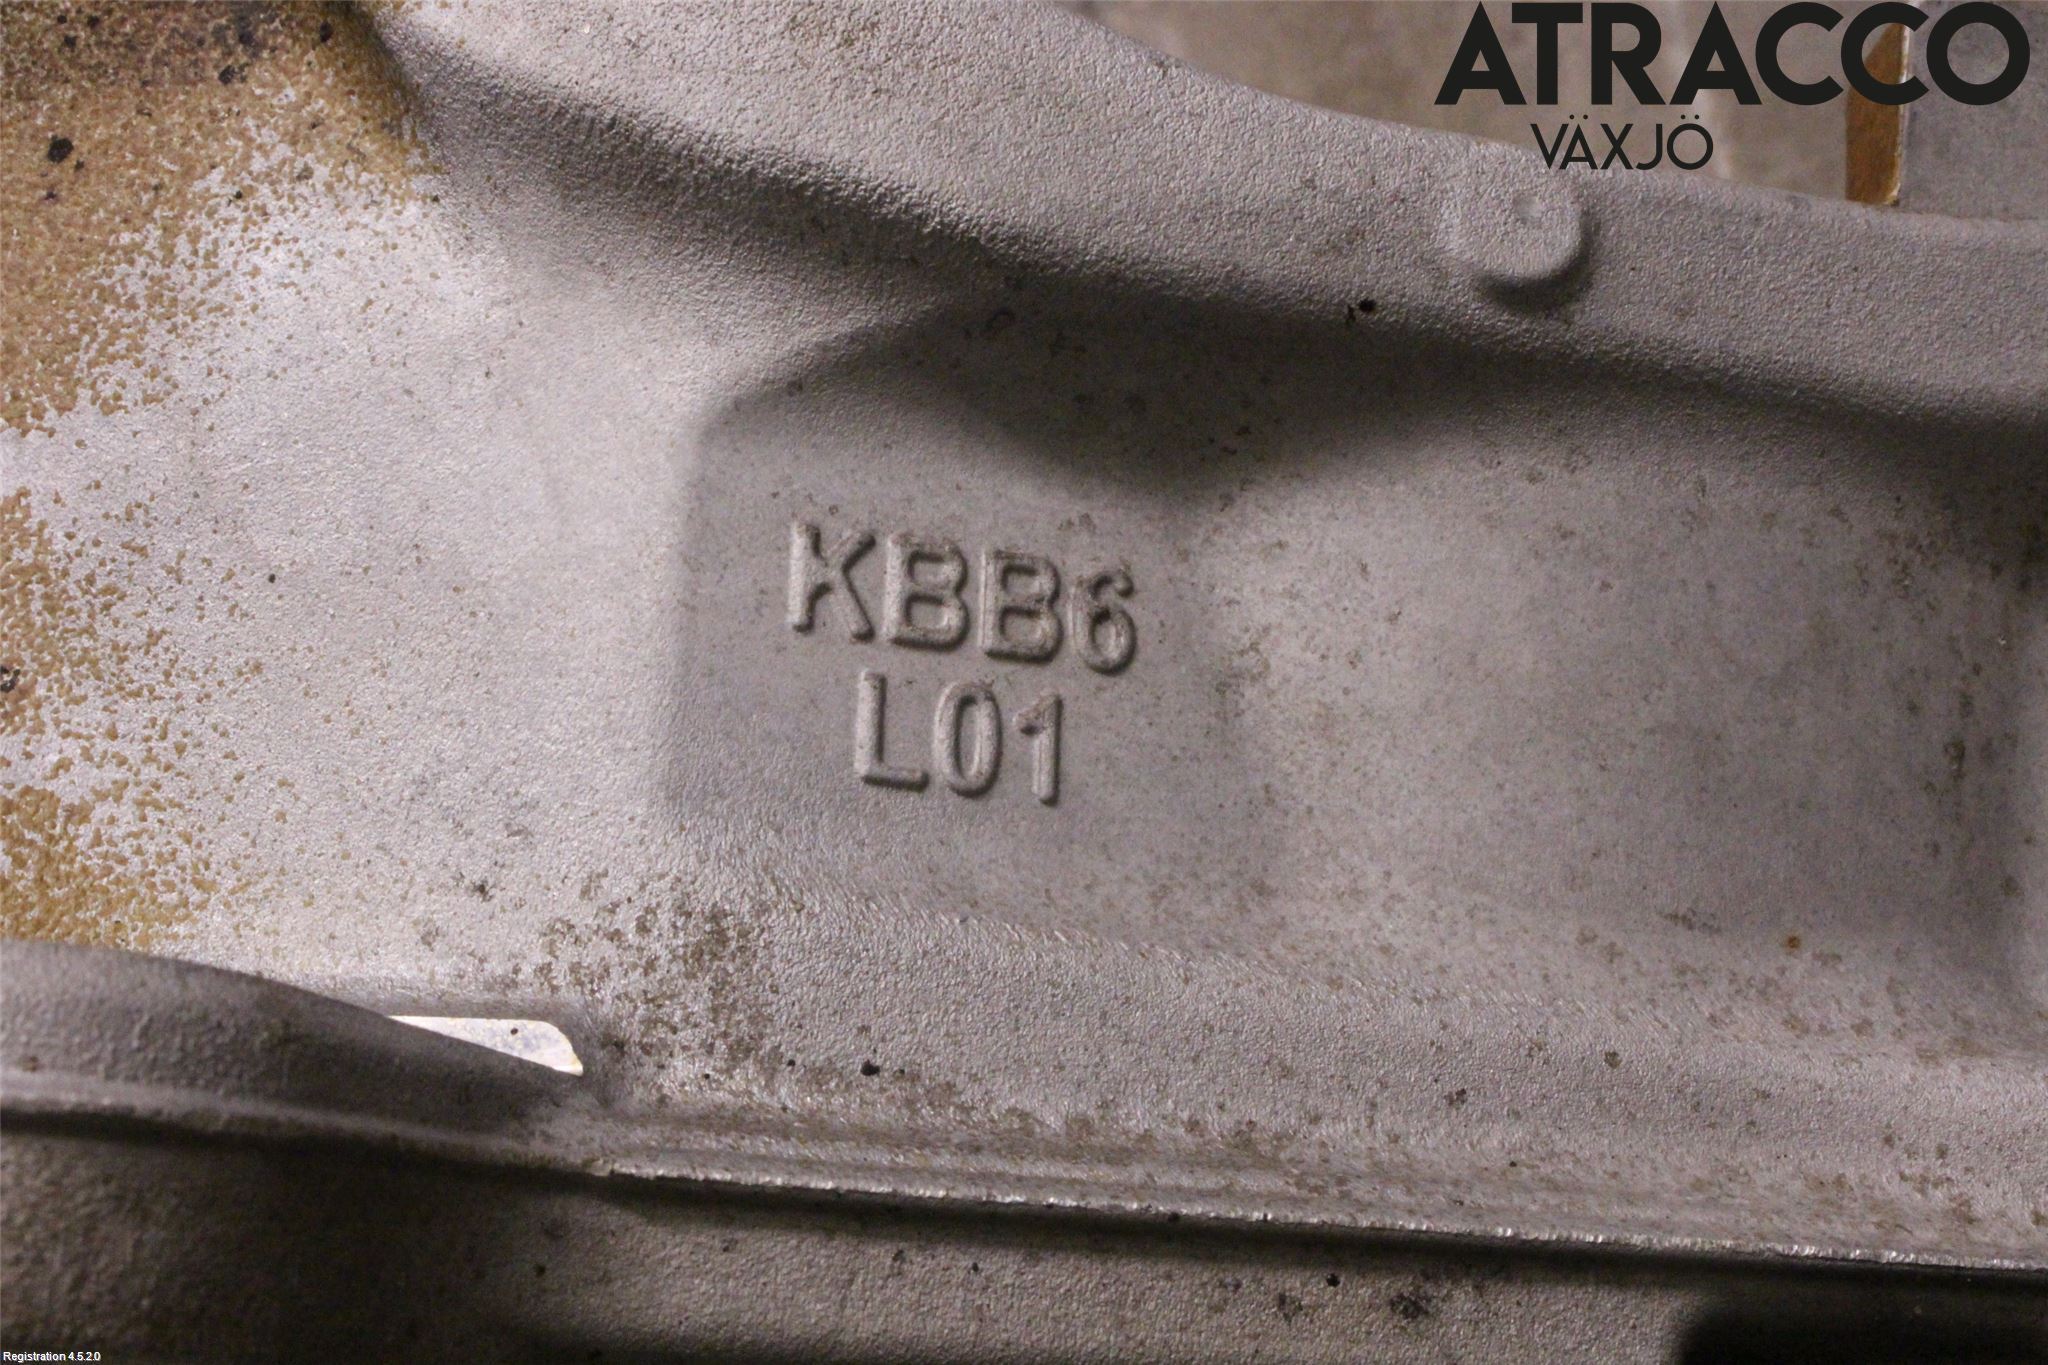 ATRACCO
VÄXJÖ
KBB6
L01
Registration 4.5.2.0